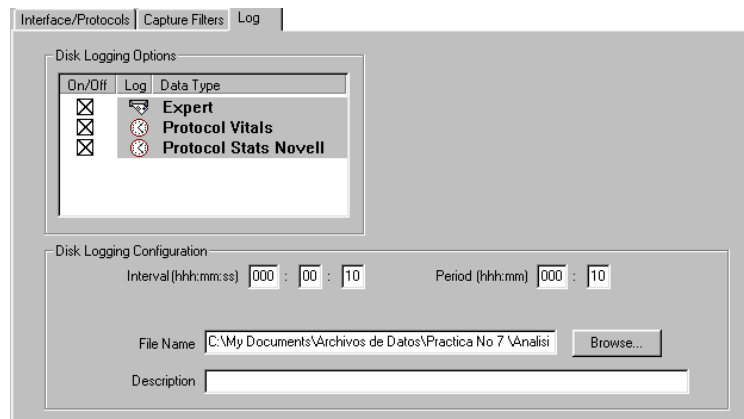 Interface/Protocols Capture Filters Log
Disk Logging Options
On/Off Log Data Type
Expert
Protocol Vitals
Protocol Stats Novell
Disk Logging Configuration
Interval(hhh:mm:ss) 000 : 00 : 10 Period (hhh:mm) 000 : 10
File Name C:\My Documents\Archivos de Datos\Practica No 7 \Analisi Browse...
Description